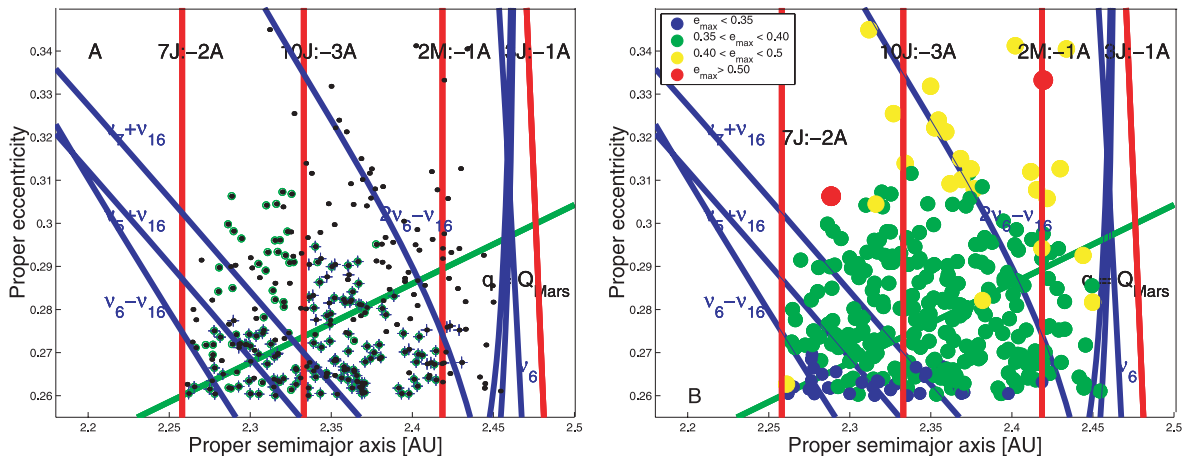 A
7J:−2A
10J:−3A
2M:−1A
3J:−1A
0.34
0.33
0.32
0.31
0.3
0.29
0.28
0.27
0.26
Proper eccentricity
ν7+ν16
ν5+ν16
ν6−ν16
2ν6−ν16
q = QMars
ν6
2.2
2.25
2.3
2.35
2.4
2.45
2.5
Proper semimajor axis [AU]
emax < 0.35
0.35 < emax < 0.40
0.40 < emax < 0.5
emax > 0.50
10J:−3A
2M:−1A
3J:−1A
7J:−2A
0.34
0.33
0.32
0.31
0.3
0.29
0.28
0.27
0.26
Proper eccentricity
ν7+ν16
ν5+ν16
ν6−ν16
2ν6−ν16
q = QMars
ν6
B
2.2
2.25
2.3
2.35
2.4
2.45
2.5
Proper semimajor axis [AU]